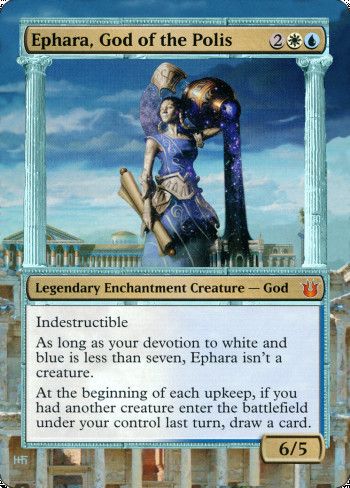 Ephara, God of the Polis 2
Legendary Enchantment Creature — God
Indestructible
As long as your devotion to white and
blue is less than seven, Ephara isn't a
creature.
At the beginning of each upkeep, if you
had another creature enter the battlefield
under your control last turn, draw a card.
6/5